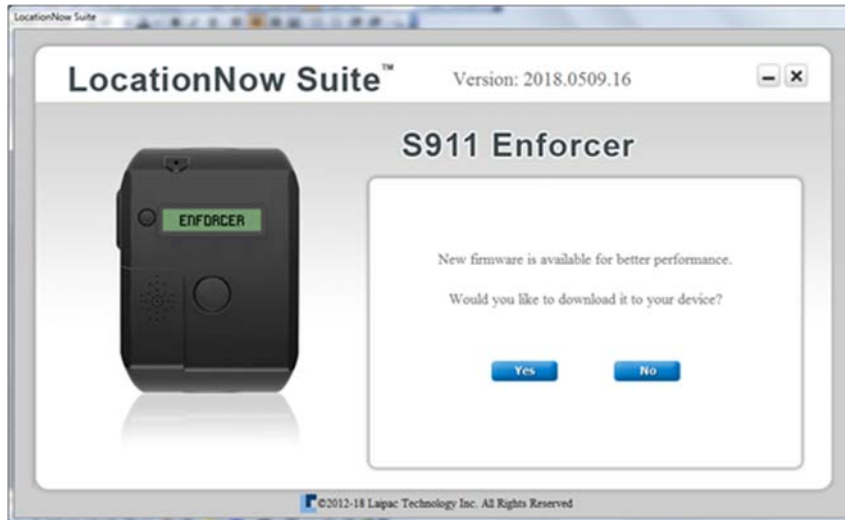 LocationNow Suite
LocationNow Suite™
Version: 2018.0509.16
S911 Enforcer
ENFORCER
New firmware is available for better performance.
Would you like to download it to your device?
Yes
No
©2012-18 Laipac Technology Inc. All Rights Reserved